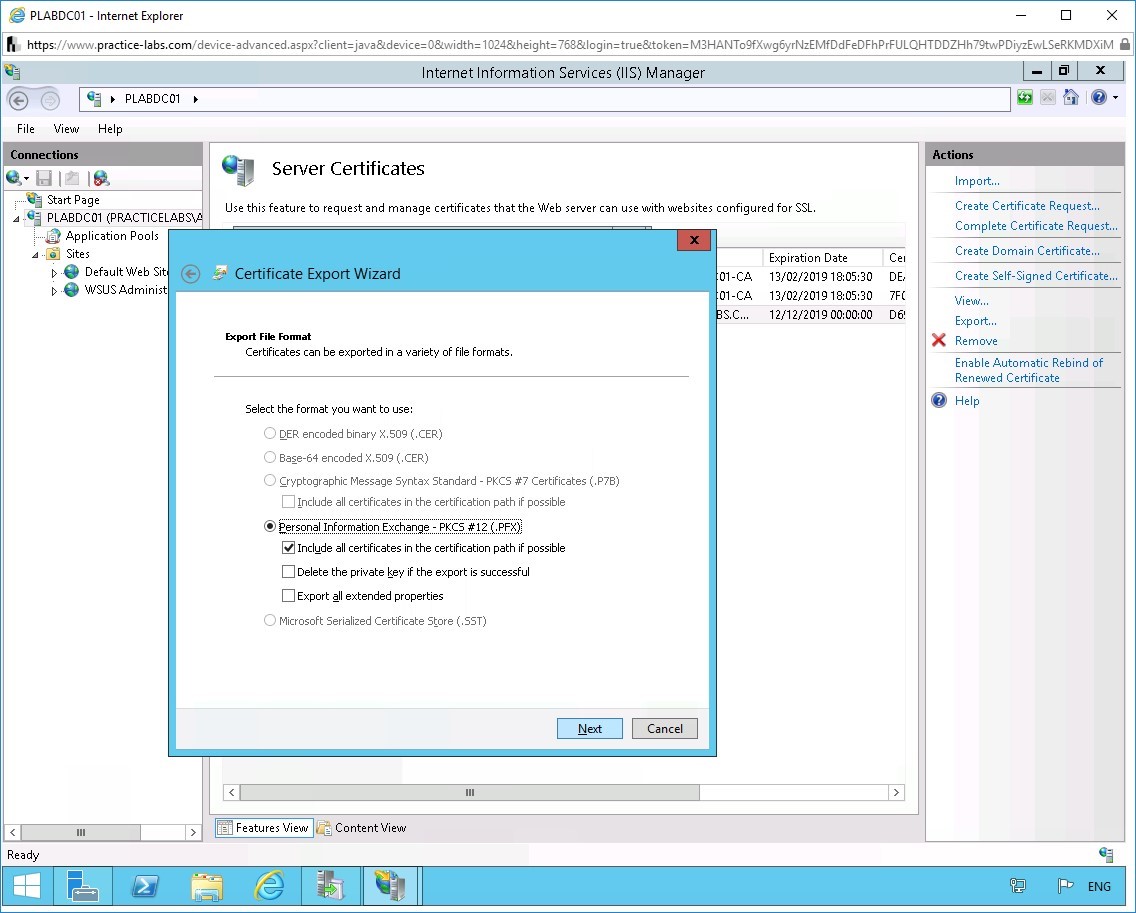 PLABDC01 - Internet Explorer
https://www.practice-labs.com/device-advanced.aspx?client=java&device=0&width=1024&height=768&login=true&token=M3HANTo9fXwg6yrNzEMfDdFeDFhPrFULQHTDDZHh79twPDiyzEwLSeRKMDXiM
Internet Information Services (IIS) Manager
PLABDC01
File View Help
Connections
Start Page
PLABDC01 (PRACTICELABS\A
Application Pools
Sites
Default Web Sit
WSUS Administ
Server Certificates
Use this feature to request and manage certificates that the Web server can use with websites configured for SSL.
Expiration Date Cer
01-CA 13/02/2019 18:05:30 DEA
01-CA 13/02/2019 18:05:30 7F0
BS.C... 12/12/2019 00:00:00 D69
Certificate Export Wizard
Export File Format
Certificates can be exported in a variety of file formats.
Select the format you want to use:
DER encoded binary X.509 (.CER)
Base-64 encoded X.509 (.CER)
Cryptographic Message Syntax Standard - PKCS #7 Certificates (.P7B)
Include all certificates in the certification path if possible
Personal Information Exchange - PKCS #12 (.PFX)
Include all certificates in the certification path if possible
Delete the private key if the export is successful
Export all extended properties
Microsoft Serialized Certificate Store (.SST)
Next Cancel
Features View Content View
Actions
Import...
Create Certificate Request...
Complete Certificate Request...
Create Domain Certificate...
Create Self-Signed Certificate...
View...
Export...
Remove
Enable Automatic Rebind of
Renewed Certificate
Help
Ready
ENG